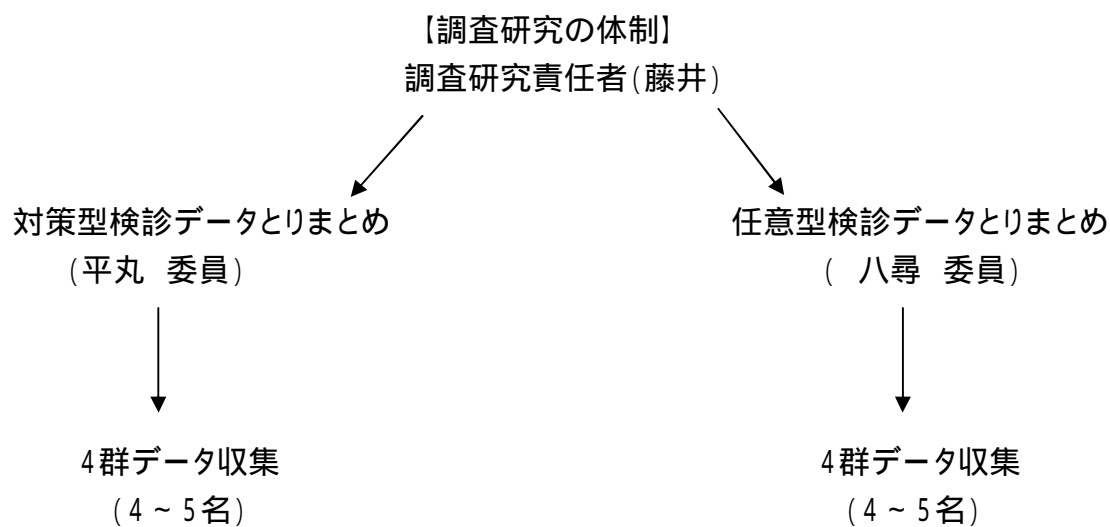 【調査研究の体制】
調査研究責任者(藤井)
対策型検診データとりまとめ
(平丸 委員)
任意型検診データとりまとめ
( 八尋 委員)
4群データ収集
(4~5名)
4群データ収集
(4~5名)